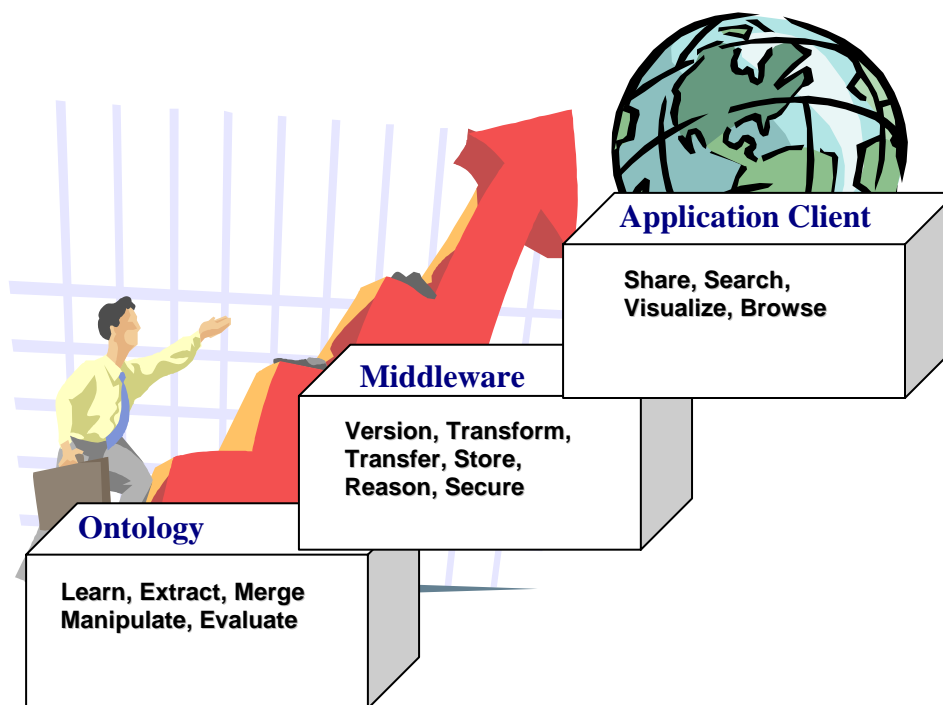 Application Client
Share, Search,
Visualize, Browse
Middleware
Version, Transform,
Transfer, Store,
Reason, Secure
Ontology
Learn, Extract, Merge
Manipulate, Evaluate